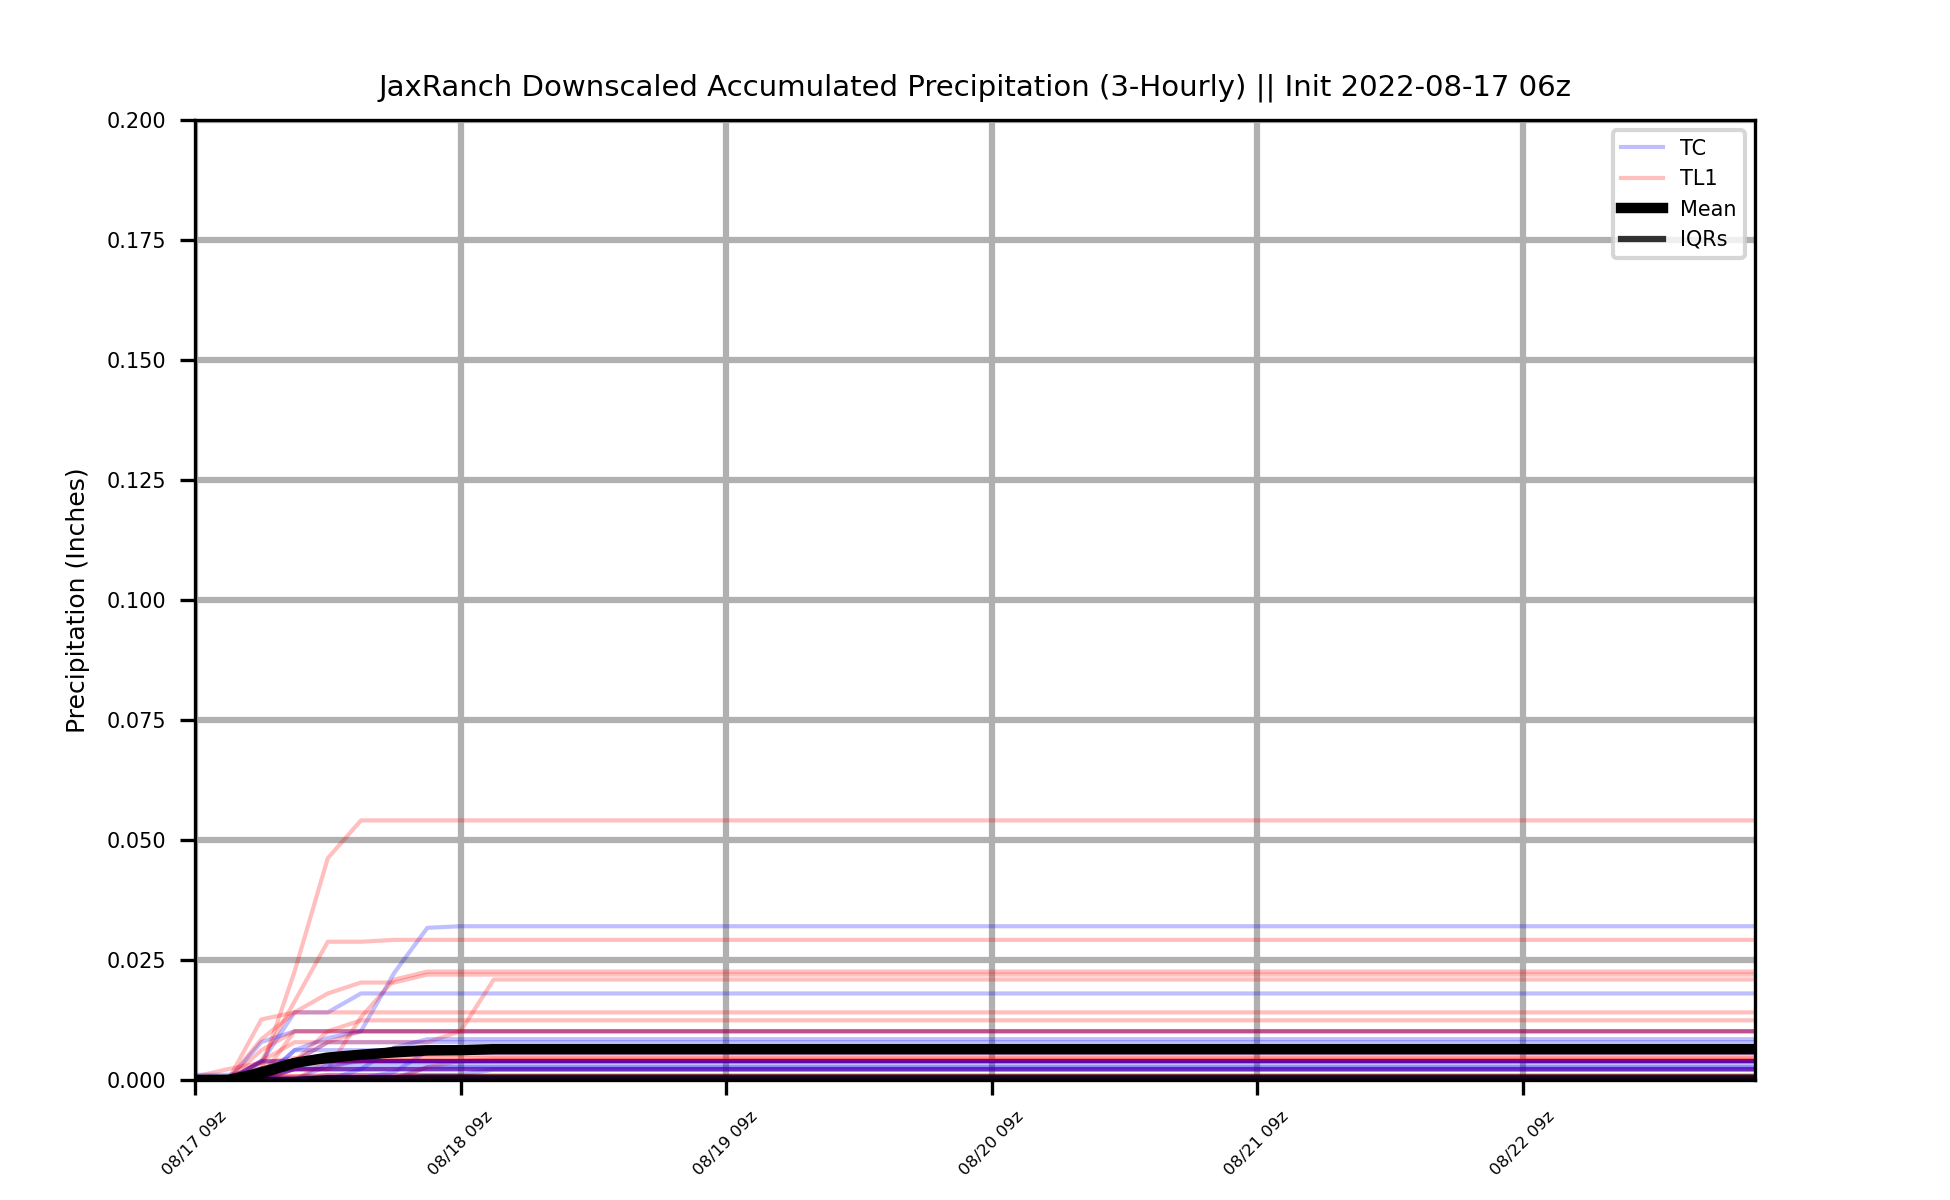 JaxRanch Downscaled Accumulated Precipitation (3-Hourly) || Init 2022-08-17 06z
0.200
0.175
0.150
0.125
0.100
0.075
0.050
0.025
0.000
Precipitation (Inches)
TC
TL1
Mean
IQRs
08/17 09z
08/18 09z
08/19 09z
08/20 09z
08/21 09z
08/22 09z